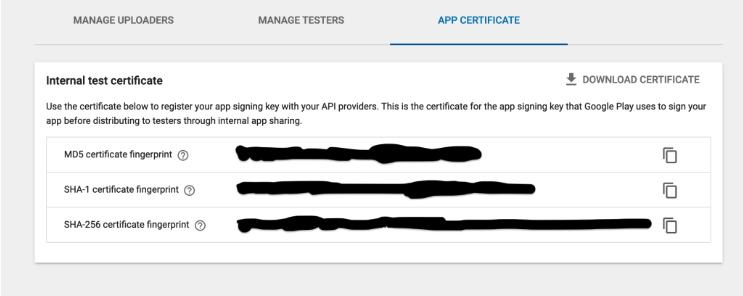 MANAGE UPLOADERS
MANAGE TESTERS
APP CERTIFICATE
Internal test certificate
DOWNLOAD CERTIFICATE
Use the certificate below to register your app signing key with your API providers. This is the certificate for the app signing key that Google Play uses to sign your
app before distributing to testers through internal app sharing.
MD5 certificate fingerprint
SHA-1 certificate fingerprint
SHA-256 certificate fingerprint